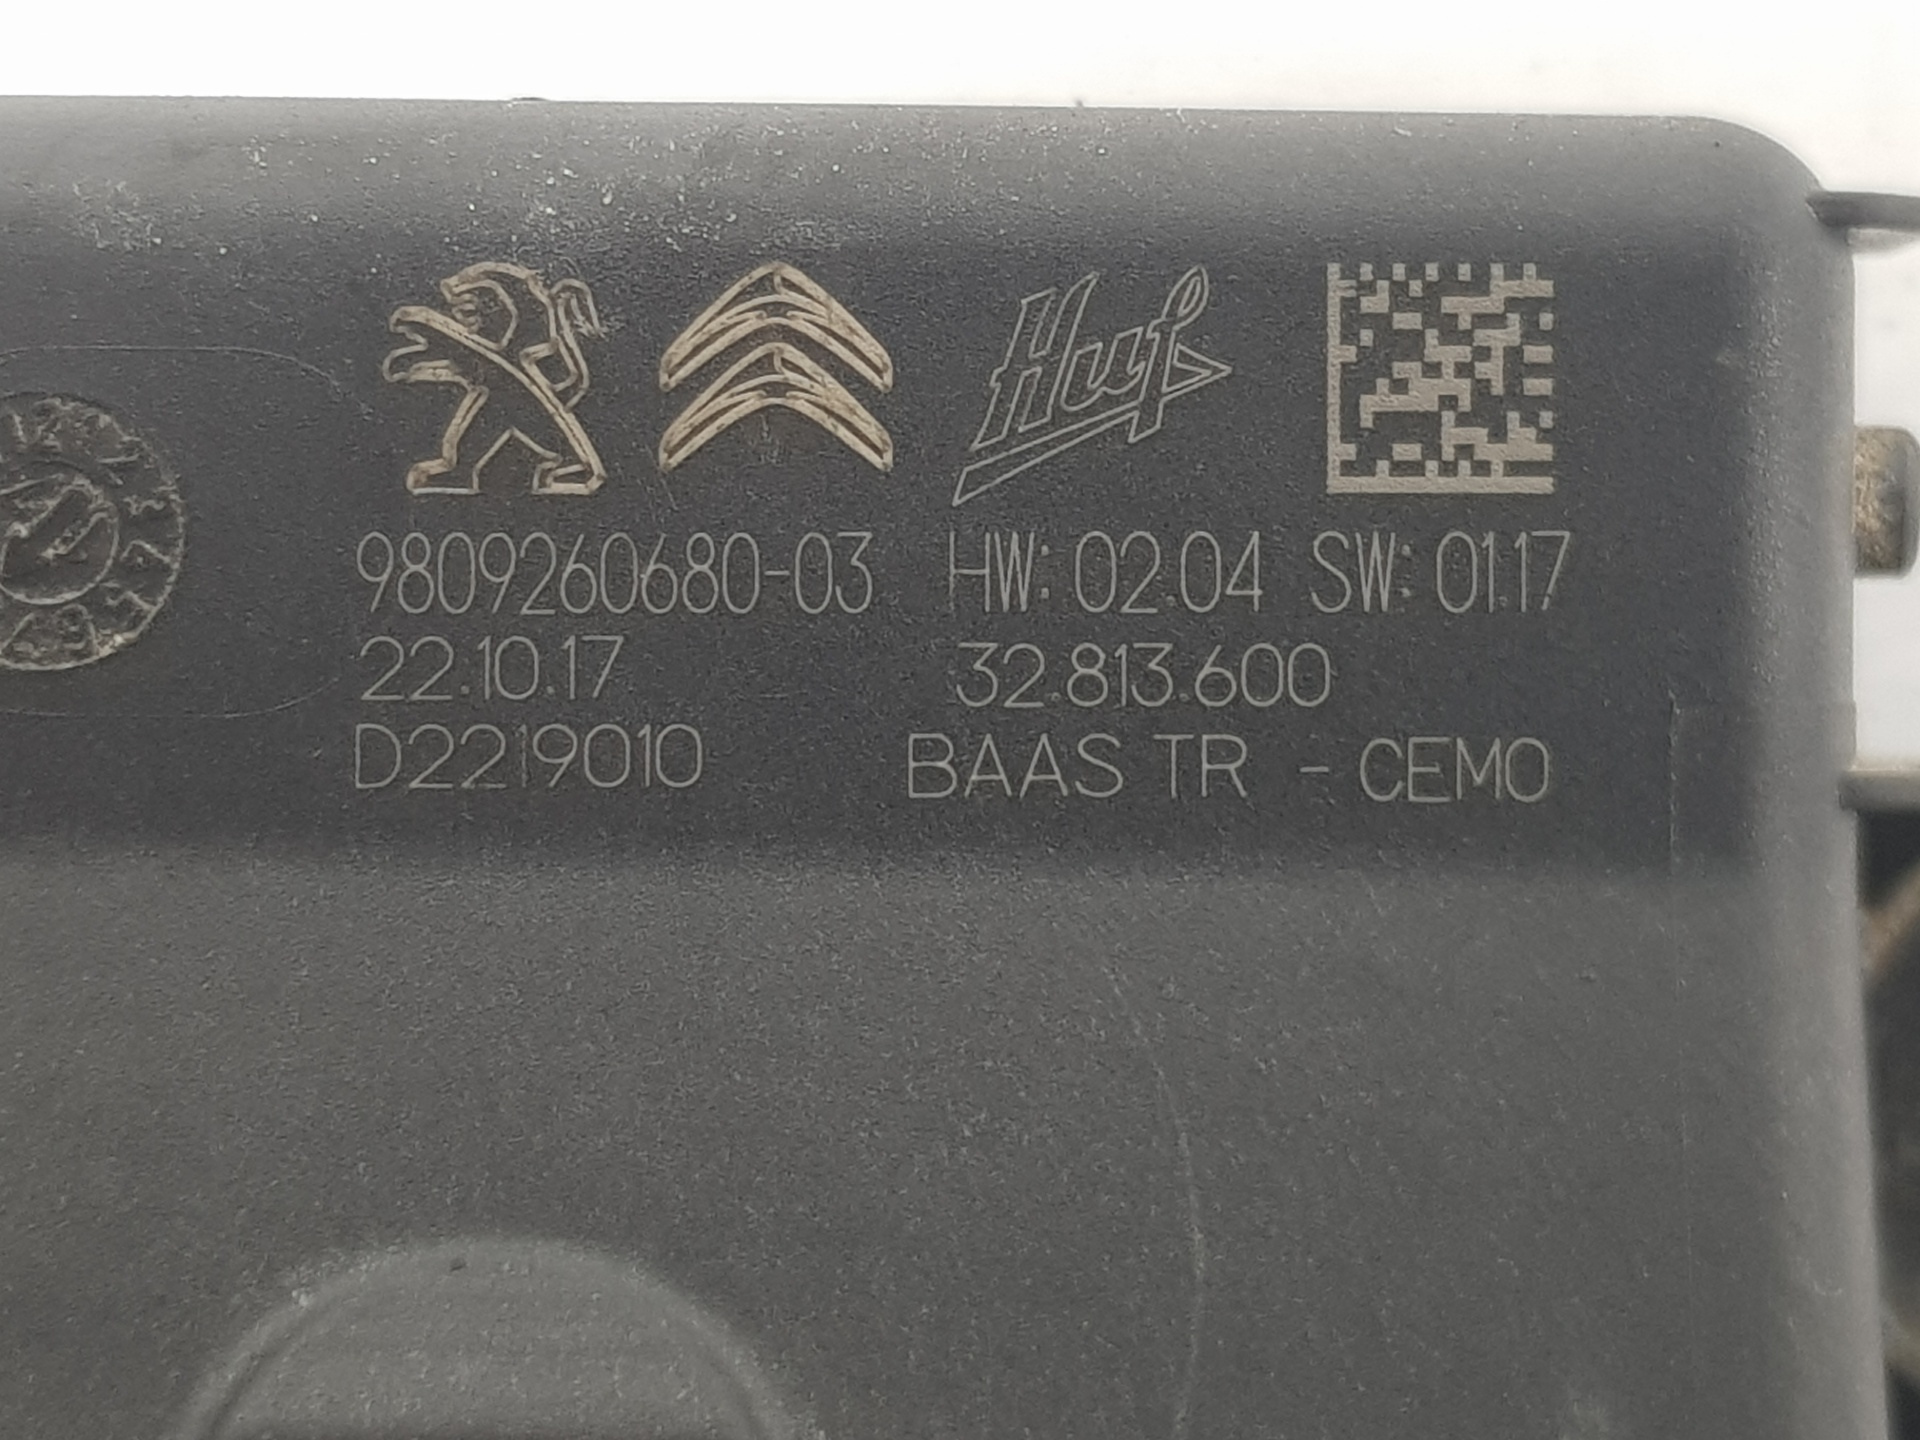 Huf
9809260680-03 HW: 02.04 SW: 01.17
22.10.17 32.813.600
D2219010 BAAS TR - CEMO